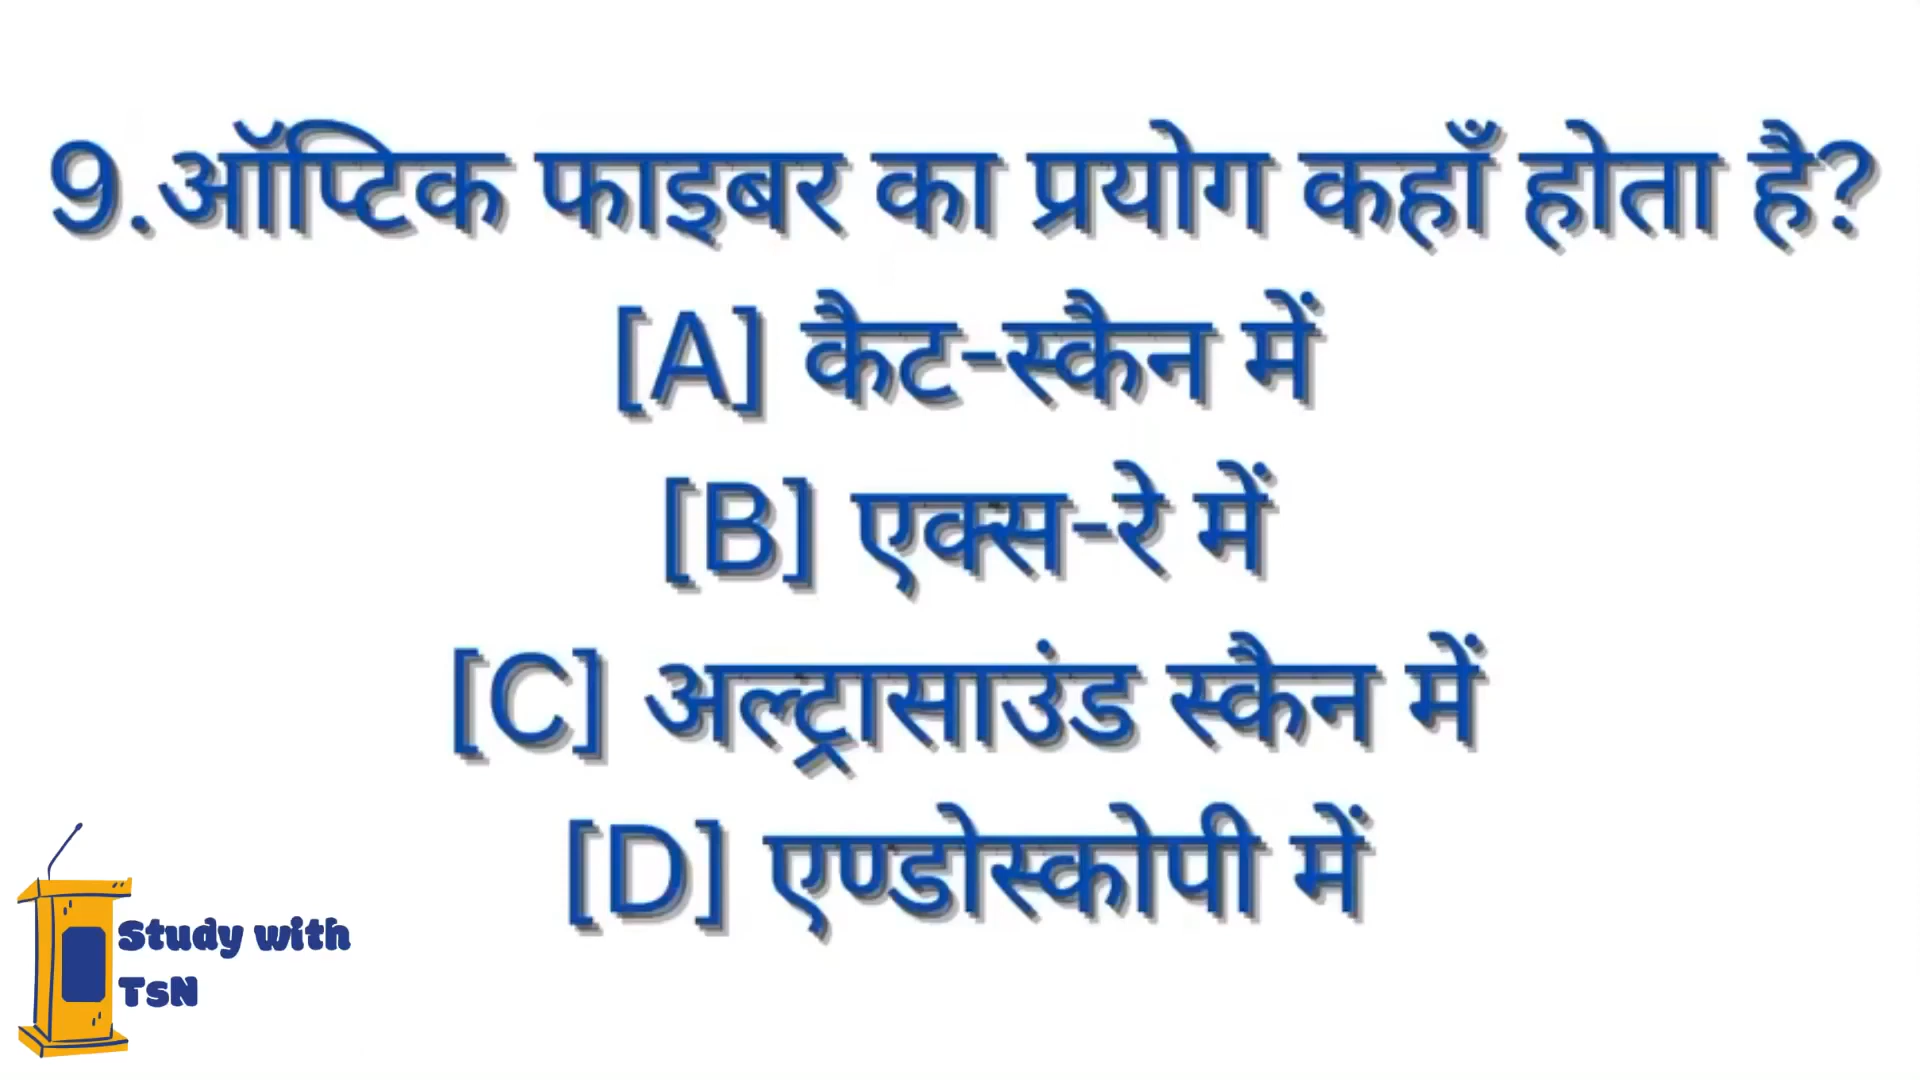 9.ऑप्टिक फाइबर का प्रयोग कहाँ होता है?
[A] कैट-स्कैन में
[B] एक्स-रे में
[C] अल्ट्रासाउंड स्कैन में
[D] एण्डोस्कोपी में
Study with
TsN